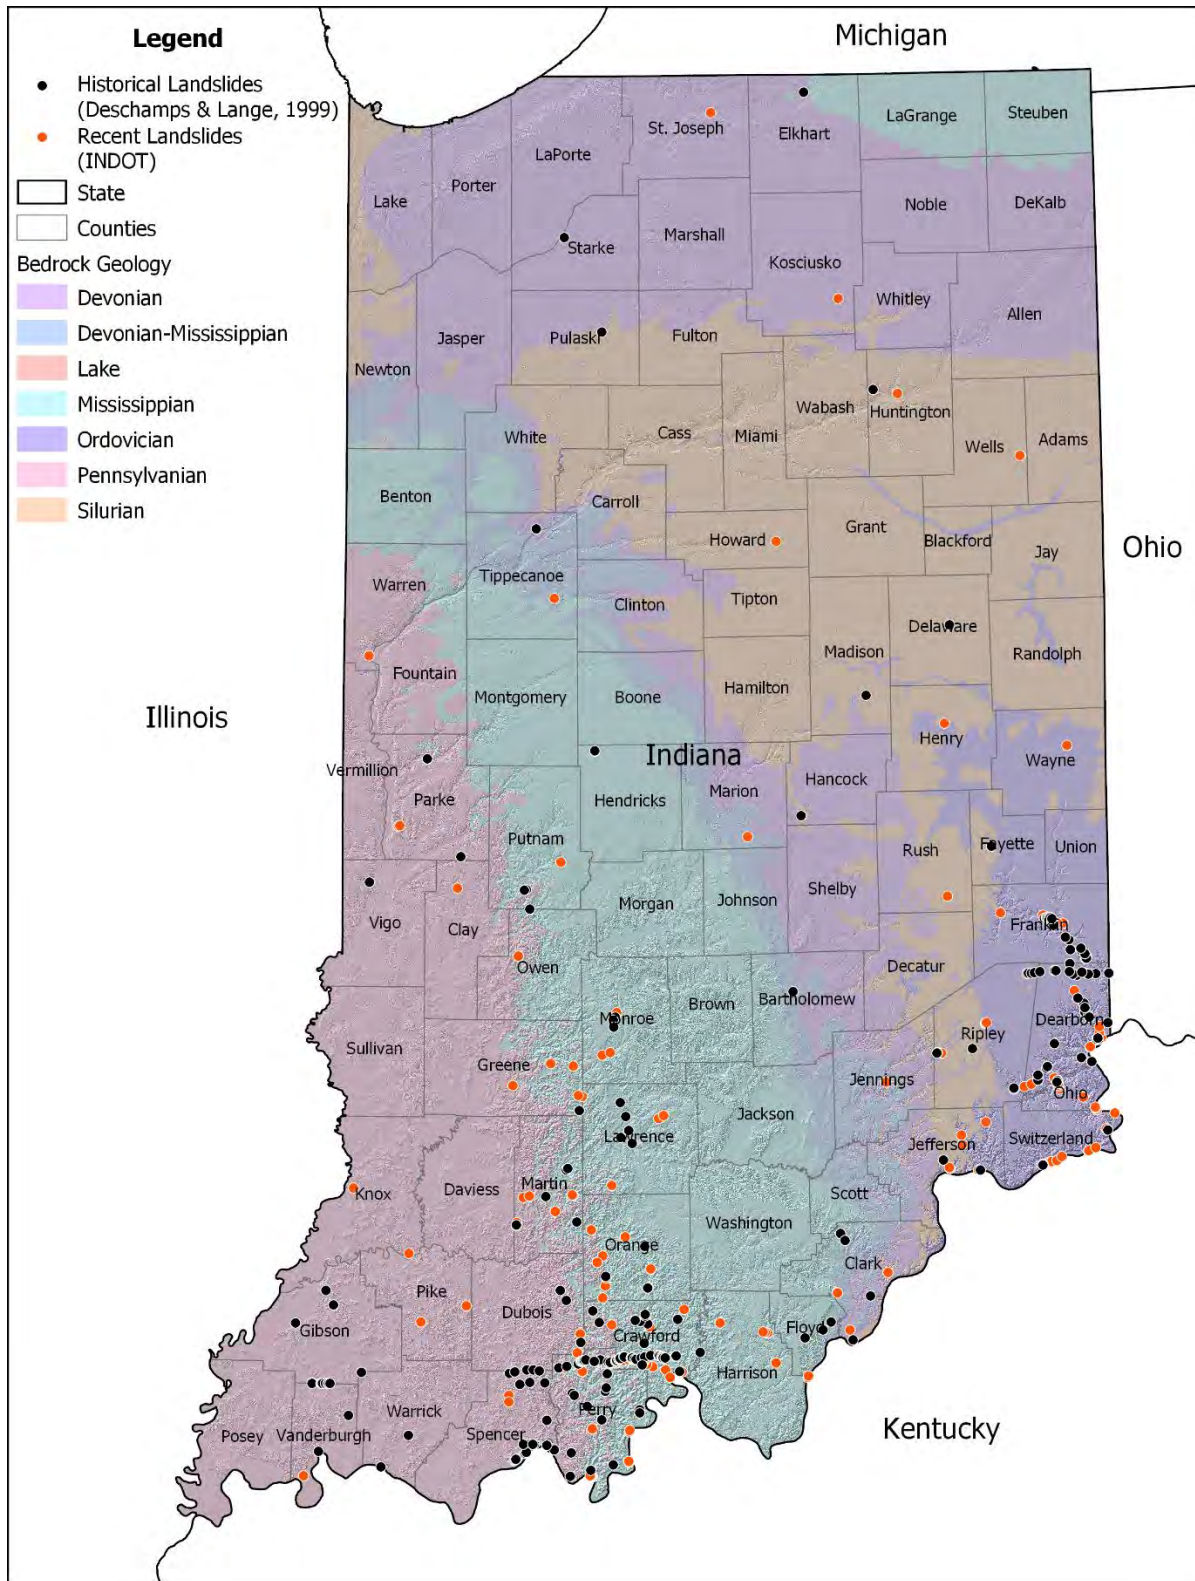 Legend
Historical Landslides
(Deschamps & Lange, 1999)
Recent Landslides
(INDOT)
State
Counties
Bedrock Geology
Devonian
Devonian-Mississippian
Lake
Mississippian
Ordovician
Pennsylvanian
Silurian
Michigan
Ohio
Illinois
Indiana
Kentucky
St. Joseph
Elkhart
LaGrange
Steuben
LaPorte
Porter
Lake
Noble
DeKalb
Marshall
Starke
Kosciusko
Whitley
Allen
Jasper
Pulaski
Fulton
Newton
Wabash
Huntington
Cass
Miami
White
Wells
Adams
Benton
Carroll
Grant
Howard
Blackford
Jay
Warren
Tippecanoe
Clinton
Tipton
Delaware
Madison
Randolph
Fountain
Montgomery
Boone
Hamilton
Henry
Wayne
Vermillion
Parke
Hendricks
Marion
Hancock
Putnam
Rush
Fayette
Union
Shelby
Morgan
Johnson
Vigo
Clay
Owen
Franklin
Decatur
Brown
Bartholomew
Monroe
Dearborn
Ripley
Sullivan
Greene
Jennings
Ohio
Jackson
Lawrence
Jefferson
Switzerland
Knox
Daviess
Martin
Scott
Washington
Orange
Clark
Pike
Dubois
Gibson
Crawford
Floyd
Harrison
Warrick
Perry
Posey
Vanderburgh
Spencer